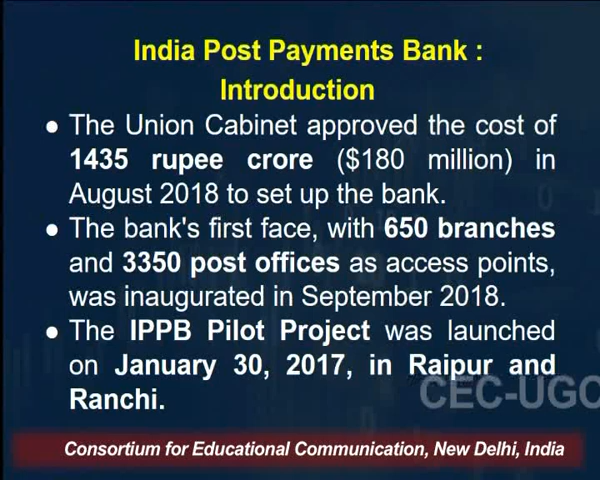 India Post Payments Bank :
Introduction
● The Union Cabinet approved the cost of
1435 rupee crore ($180 million) in
August 2018 to set up the bank.
● The bank's first face, with 650 branches
and 3350 post offices as access points,
was inaugurated in September 2018.
● The IPPB Pilot Project was launched
on January 30, 2017, in Raipur and
Ranchi.
CEC-UGC
Consortium for Educational Communication, New Delhi, India